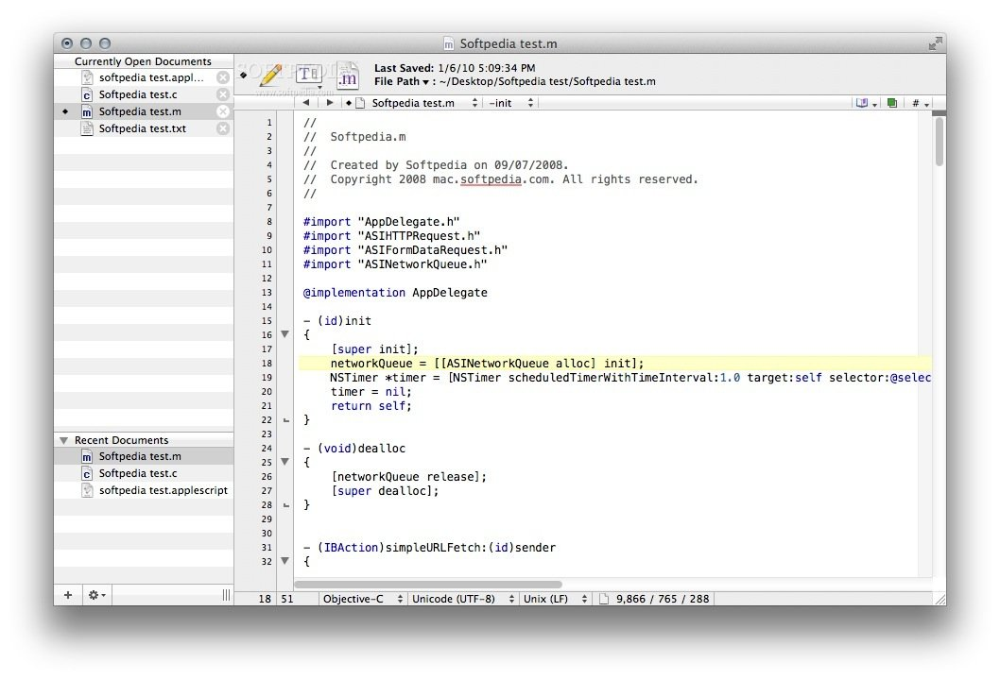 Softpedia test.m
Currently Open Documents
softpedia test.appl...
Softpedia test.c
Softpedia test.m
Softpedia test.txt
SOFTPEDIA
www.softpedia.com
T
.m
Last Saved: 1/6/10 5:09:34 PM
File Path ▾ : ~/Desktop/Softpedia test/Softpedia test.m
Softpedia test.m
-init
#
1 //
2 //  Softpedia.m
3 //
4 //  Created by Softpedia on 09/07/2008.
5 //  Copyright 2008 mac.softpedia.com. All rights reserved.
6 //
7
8 #import "AppDelegate.h"
9 #import "ASIHTTPRequest.h"
10 #import "ASIFormDataRequest.h"
11 #import "ASINetworkQueue.h"
12
13 @implementation AppDelegate
14
15 - (id)init
16 {
17     [super init];
18     networkQueue = [[ASINetworkQueue alloc] init];
19     NSTimer *timer = [NSTimer scheduledTimerWithTimeInterval:1.0 target:self selector:@selec
20     timer = nil;
21     return self;
22 }
23
24 - (void)dealloc
25 {
26     [networkQueue release];
27     [super dealloc];
28 }
29
30
31 - (IBAction)simpleURLFetch:(id)sender
32 {
Recent Documents
Softpedia test.m
Softpedia test.c
softpedia test.applescript
18 51 Objective-C Unicode (UTF-8) Unix (LF) 9,866 / 765 / 288